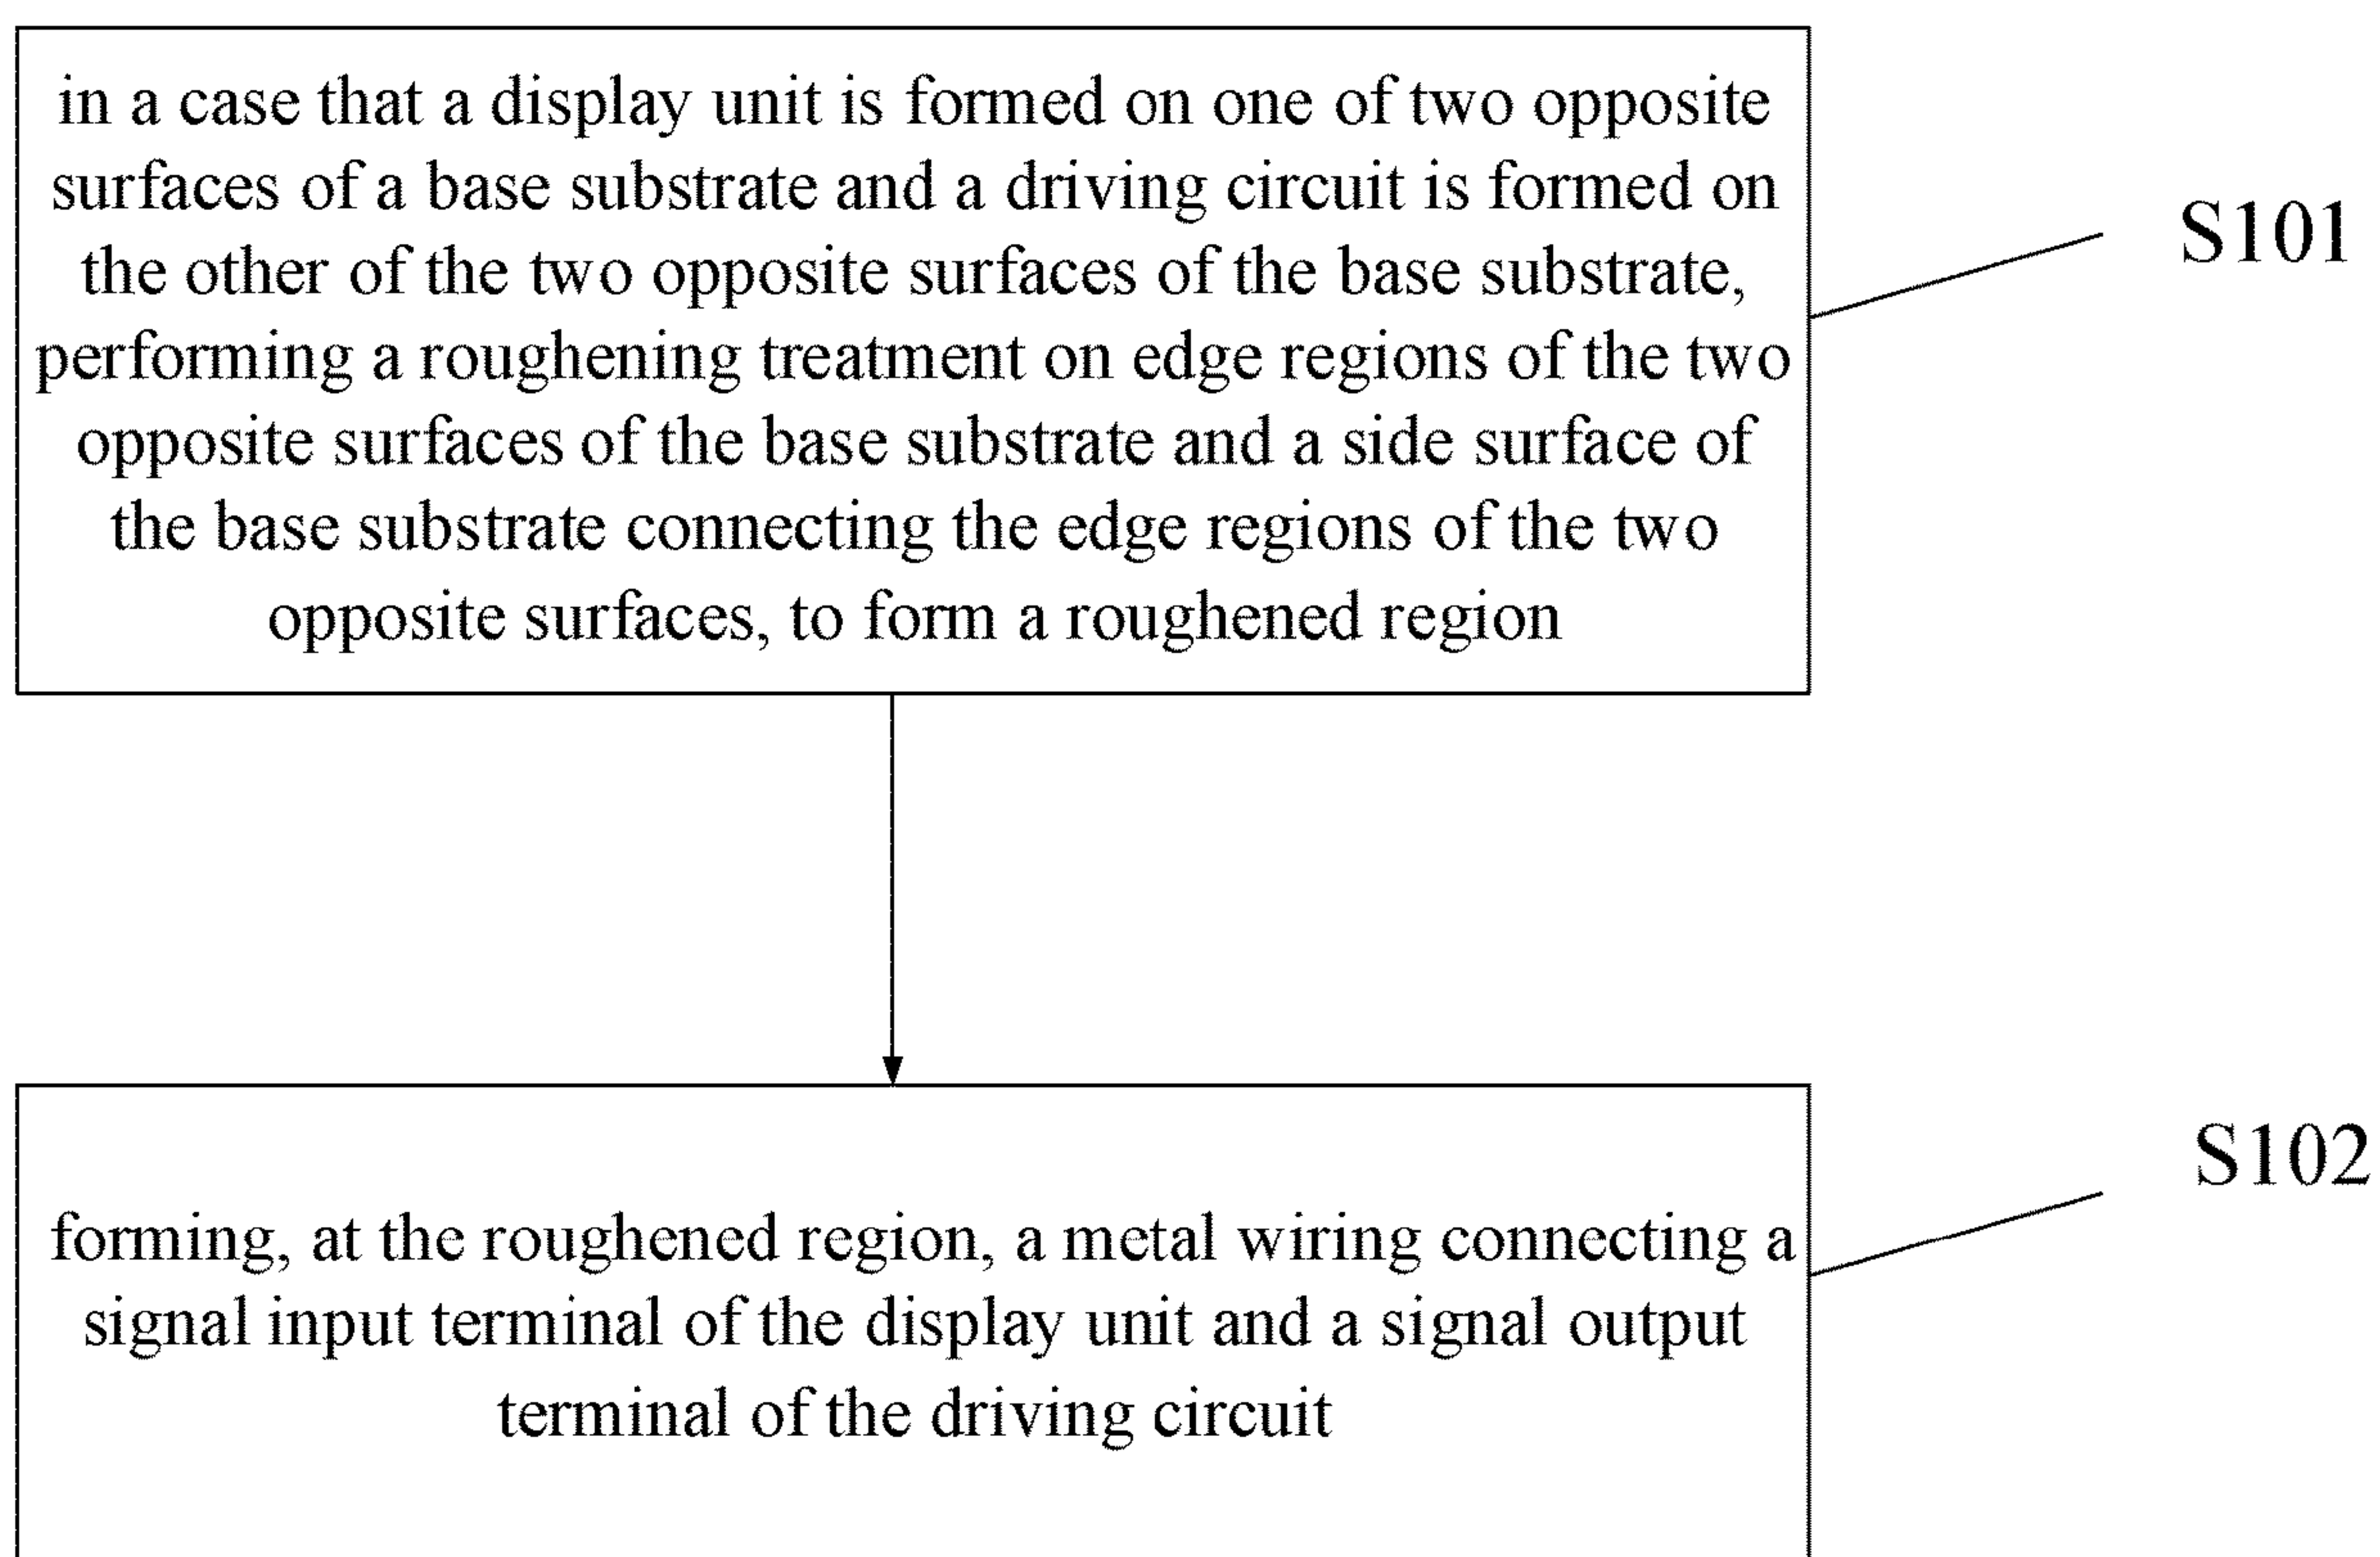 in a case that a display unit is formed on one of two opposite
surfaces of a base substrate and a driving circuit is formed on
the other of the two opposite surfaces of the base substrate,
performing a roughening treatment on edge regions of the two
opposite surfaces of the base substrate and a side surface of
the base substrate connecting the edge regions of the two
opposite surfaces, to form a roughened region
S101
forming, at the roughened region, a metal wiring connecting a
signal input terminal of the display unit and a signal output
terminal of the driving circuit
S102